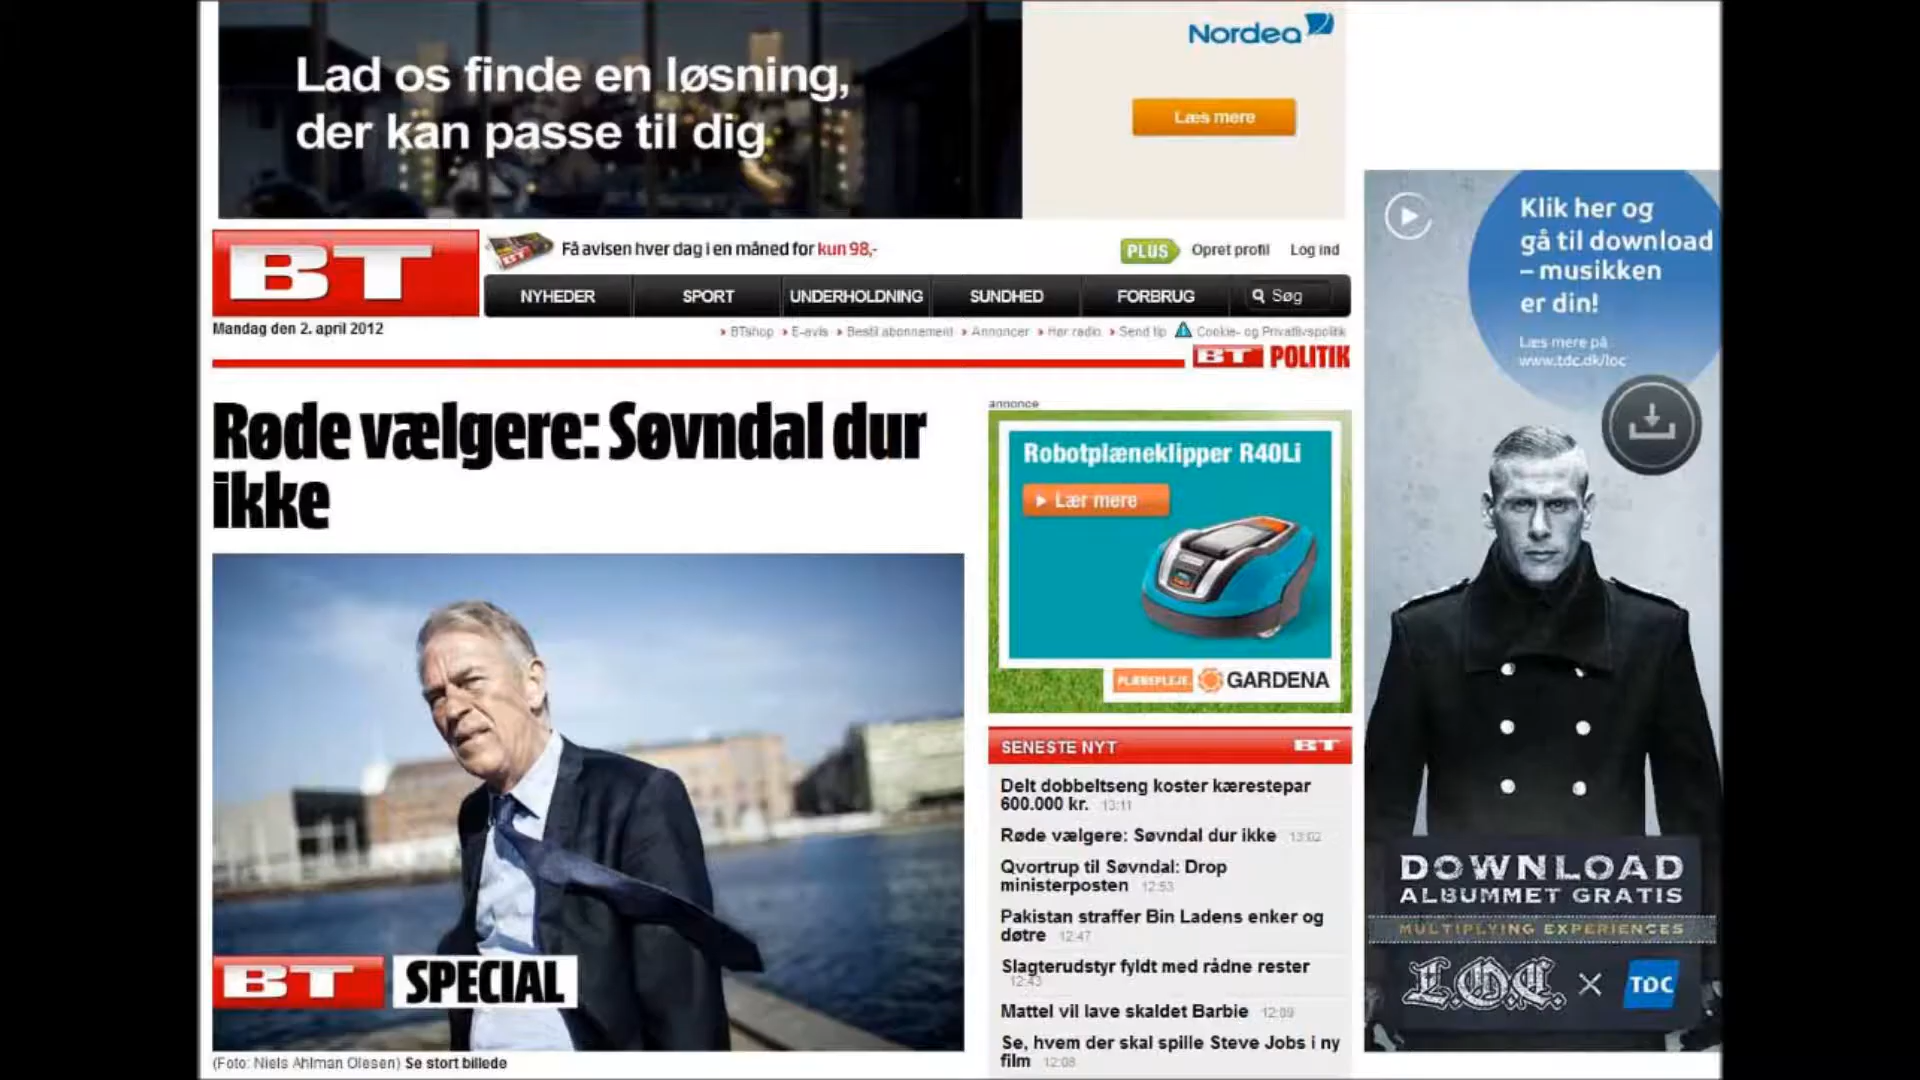 Lad os finde en løsning,
der kan passe til dig
Nordea
Læs mere
BT
Få avisen hver dag i en måned for kun 98,-
PLUS Opret profil Log ind
NYHEDER SPORT UNDERHOLDNING SUNDHED FORBRUG Søg
Mandag den 2. april 2012
BTshop E-avis Bestil abonnement Annoncer Hør radio Send tip Cookie- og Privatlivspolitik
BT POLITIK
Røde vælgere: Søvndal dur
ikke
BT SPECIAL
(Foto: Niels Ahlman Olesen) Se stort billede
annonce
Robotplæneklipper R40Li
Lær mere
PLÆNEPLEJE GARDENA
SENESTE NYT BT
Delt dobbeltseng koster kærestepar
600.000 kr. 13:11
Røde vælgere: Søvndal dur ikke 13:02
Qvortrup til Søvndal: Drop
ministerposten 12:53
Pakistan straffer Bin Ladens enker og
døtre 12:47
Slagterudstyr fyldt med rådne rester
12:43
Mattel vil lave skaldet Barbie 12:09
Se, hvem der skal spille Steve Jobs i ny
film 12:08
Klik her og
gå til download
– musikken
er din!
Læs mere på
www.tdc.dk/loc
DOWNLOAD
ALBUMMET GRATIS
MULTIPLYING EXPERIENCES
L.O.C. X TDC